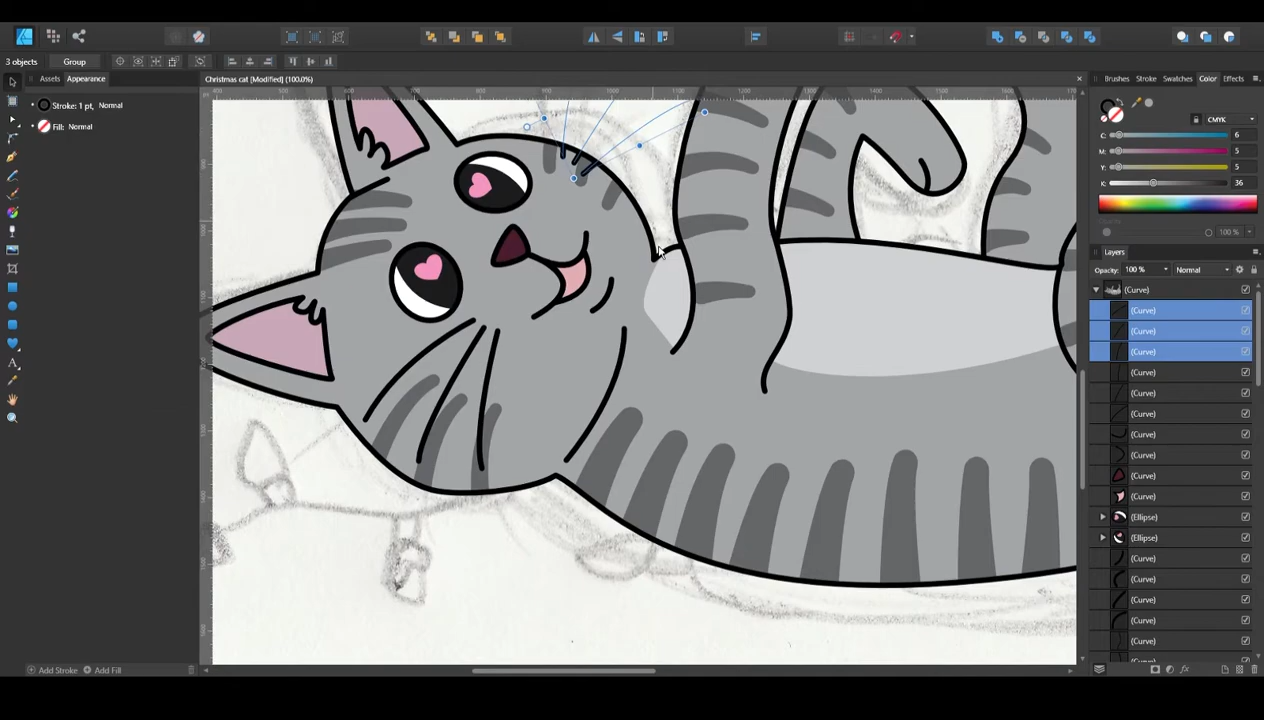 3 objects Group
Assets Appearance
Christmas cat [Modified] (100.0%)
Brushes Stroke Swatches Color Effects
Stroke: 1 pt, Normal
Fill: Normal
CMYK
C: 6
M: 5
Y: 5
K: 36
Opacity
100 %
Layers
Opacity: 100 % Normal
(Curve)
(Curve)
(Curve)
(Curve)
(Curve)
(Curve)
(Curve)
(Curve)
(Curve)
(Curve)
(Curve)
(Ellipse)
(Ellipse)
(Curve)
(Curve)
(Curve)
(Curve)
(Curve)
Add Stroke Add Fill